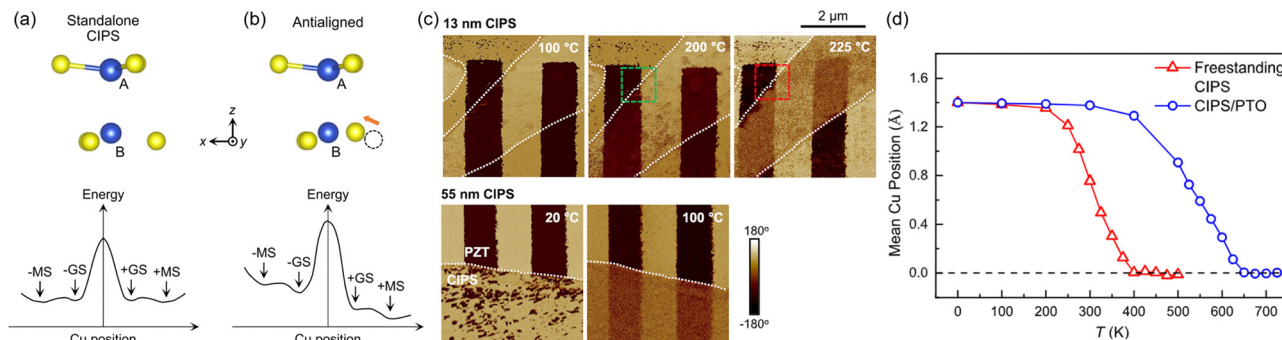 (a)
Standalone
CIPS
A
B
z
x
y
Energy
-MS
-GS
+GS
+MS
Cu position
(b)
Antialigned
A
B
Energy
-MS
-GS
+GS
+MS
Cu position
(c)
13 nm CIPS
2 μm
100 °C
200 °C
225 °C
55 nm CIPS
20 °C
PZT
CIPS
100 °C
180°
-180°
(d)
Mean Cu Position (Å)
1.6
1.2
0.8
0.4
0.0
Freestanding
CIPS
CIPS/PTO
0 100 200 300 400 500 600 700
T (K)